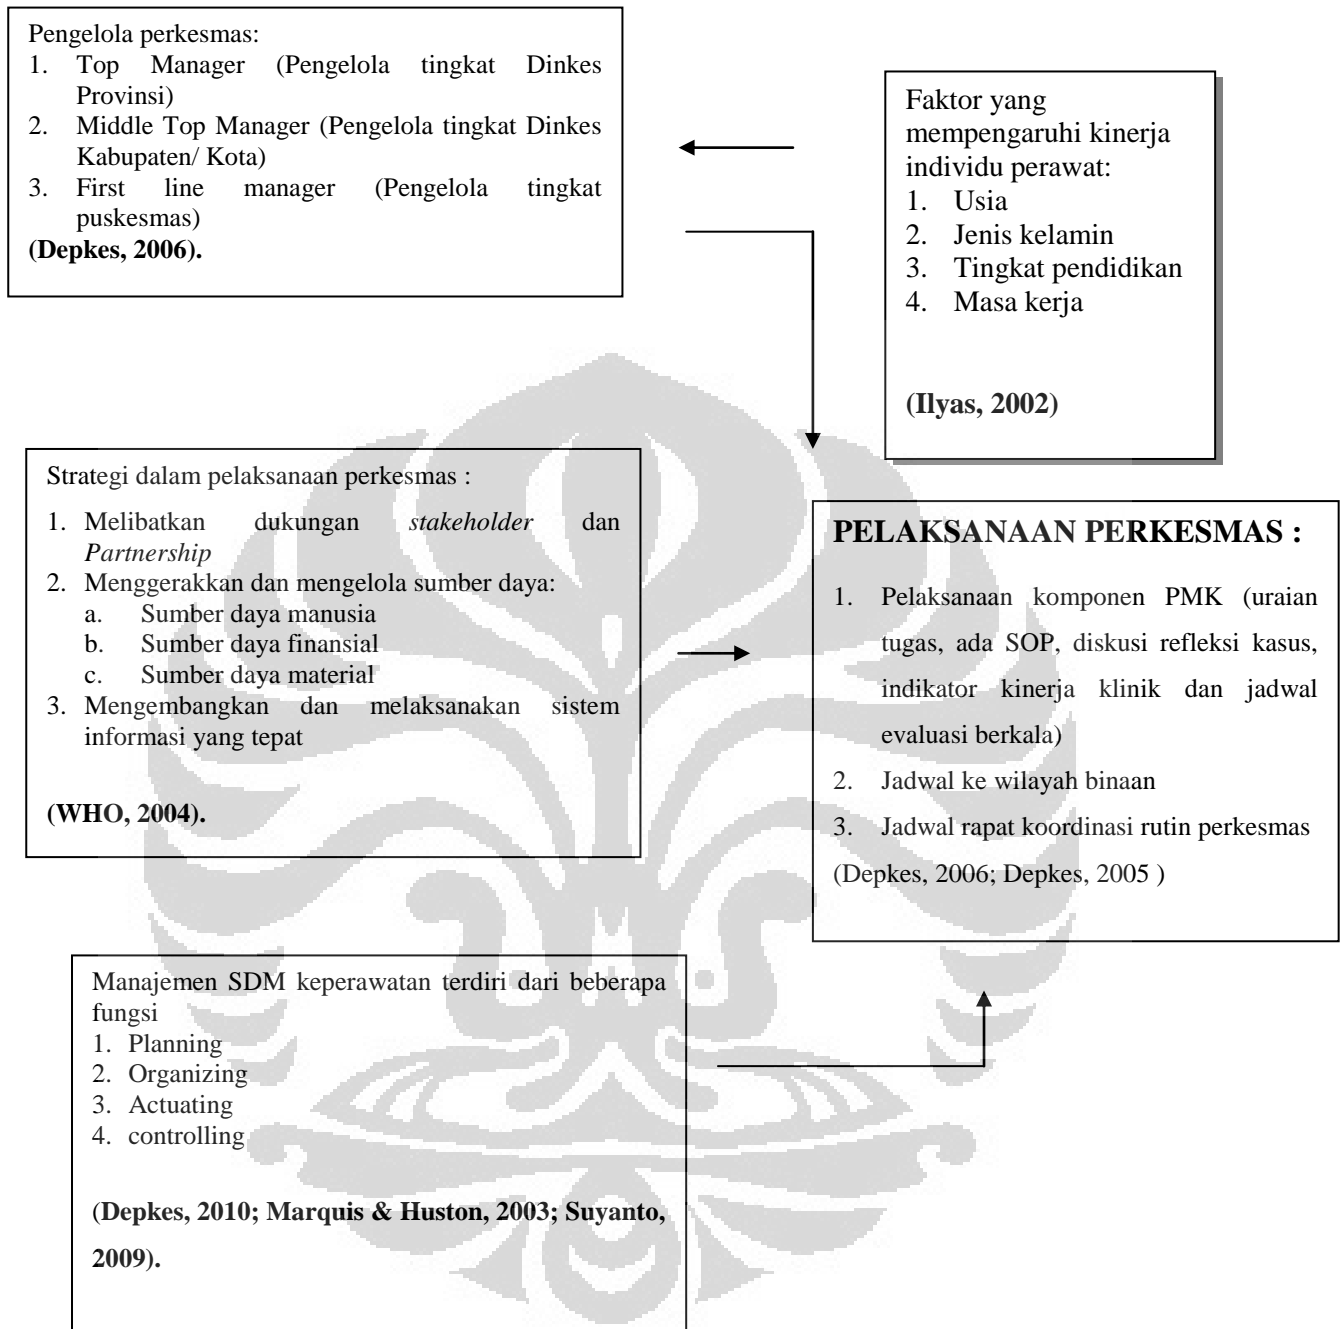 Pengelola perkesmas:
1. Top Manager (Pengelola tingkat Dinkes
Provinsi)
2. Middle Top Manager (Pengelola tingkat Dinkes
Kabupaten/ Kota)
3. First line manager (Pengelola tingkat
puskesmas)
(Depkes, 2006).
Faktor yang
mempengaruhi kinerja
individu perawat:
1. Usia
2. Jenis kelamin
3. Tingkat pendidikan
4. Masa kerja
(Ilyas, 2002)
Strategi dalam pelaksanaan perkesmas :
1. Melibatkan dukungan stakeholder dan
Partnership
2. Menggerakkan dan mengelola sumber daya:
a. Sumber daya manusia
b. Sumber daya finansial
c. Sumber daya material
3. Mengembangkan dan melaksanakan sistem
informasi yang tepat
(WHO, 2004).
PELAKSANAAN PERKESMAS :
1. Pelaksanaan komponen PMK (uraian
tugas, ada SOP, diskusi refleksi kasus,
indikator kinerja klinik dan jadwal
evaluasi berkala)
2. Jadwal ke wilayah binaan
3. Jadwal rapat koordinasi rutin perkesmas
(Depkes, 2006; Depkes, 2005 )
Manajemen SDM keperawatan terdiri dari beberapa
fungsi
1. Planning
2. Organizing
3. Actuating
4. controlling
(Depkes, 2010; Marquis & Huston, 2003; Suyanto,
2009).